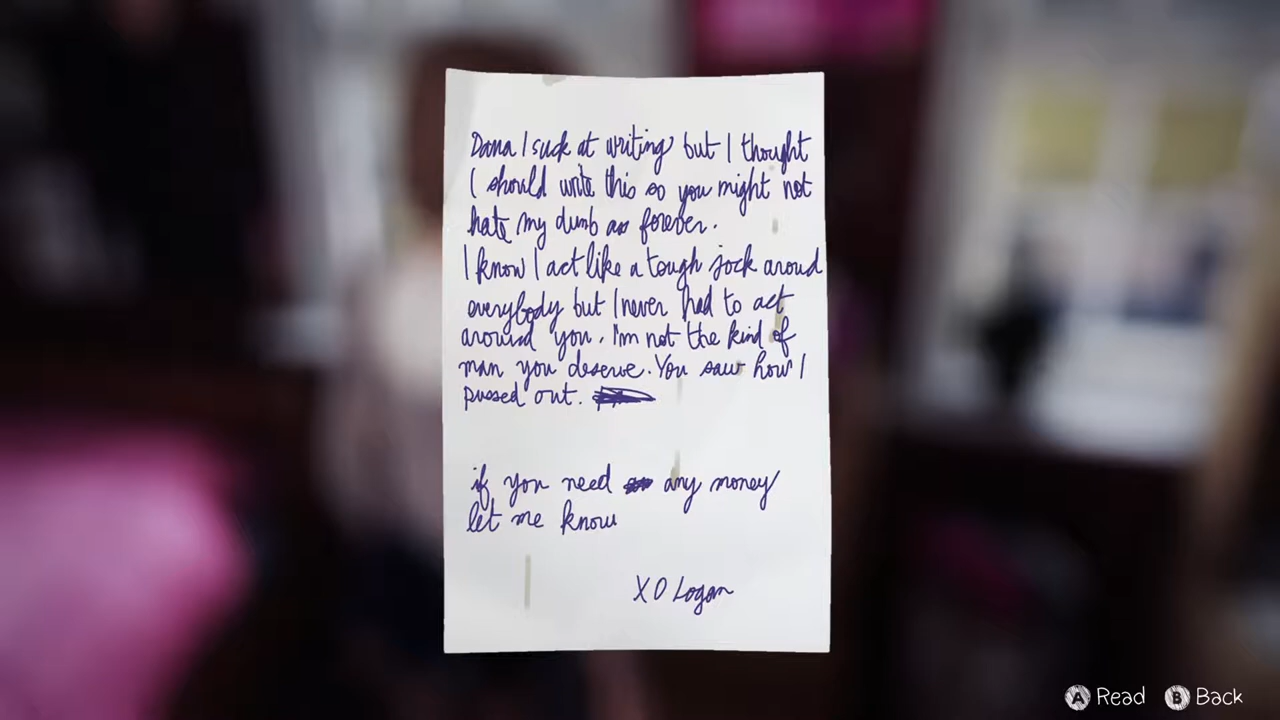 Dana I suck at writing but I thought
I should write this so you might not
hate my dumb ass forever.
I know I act like a tough jock aroud
everybody but I never had to act
around you. I'm not the kind of
man you deserve. You saw how I
pussed out.
if you need any money
let me know
XO Logan
A Read B Back